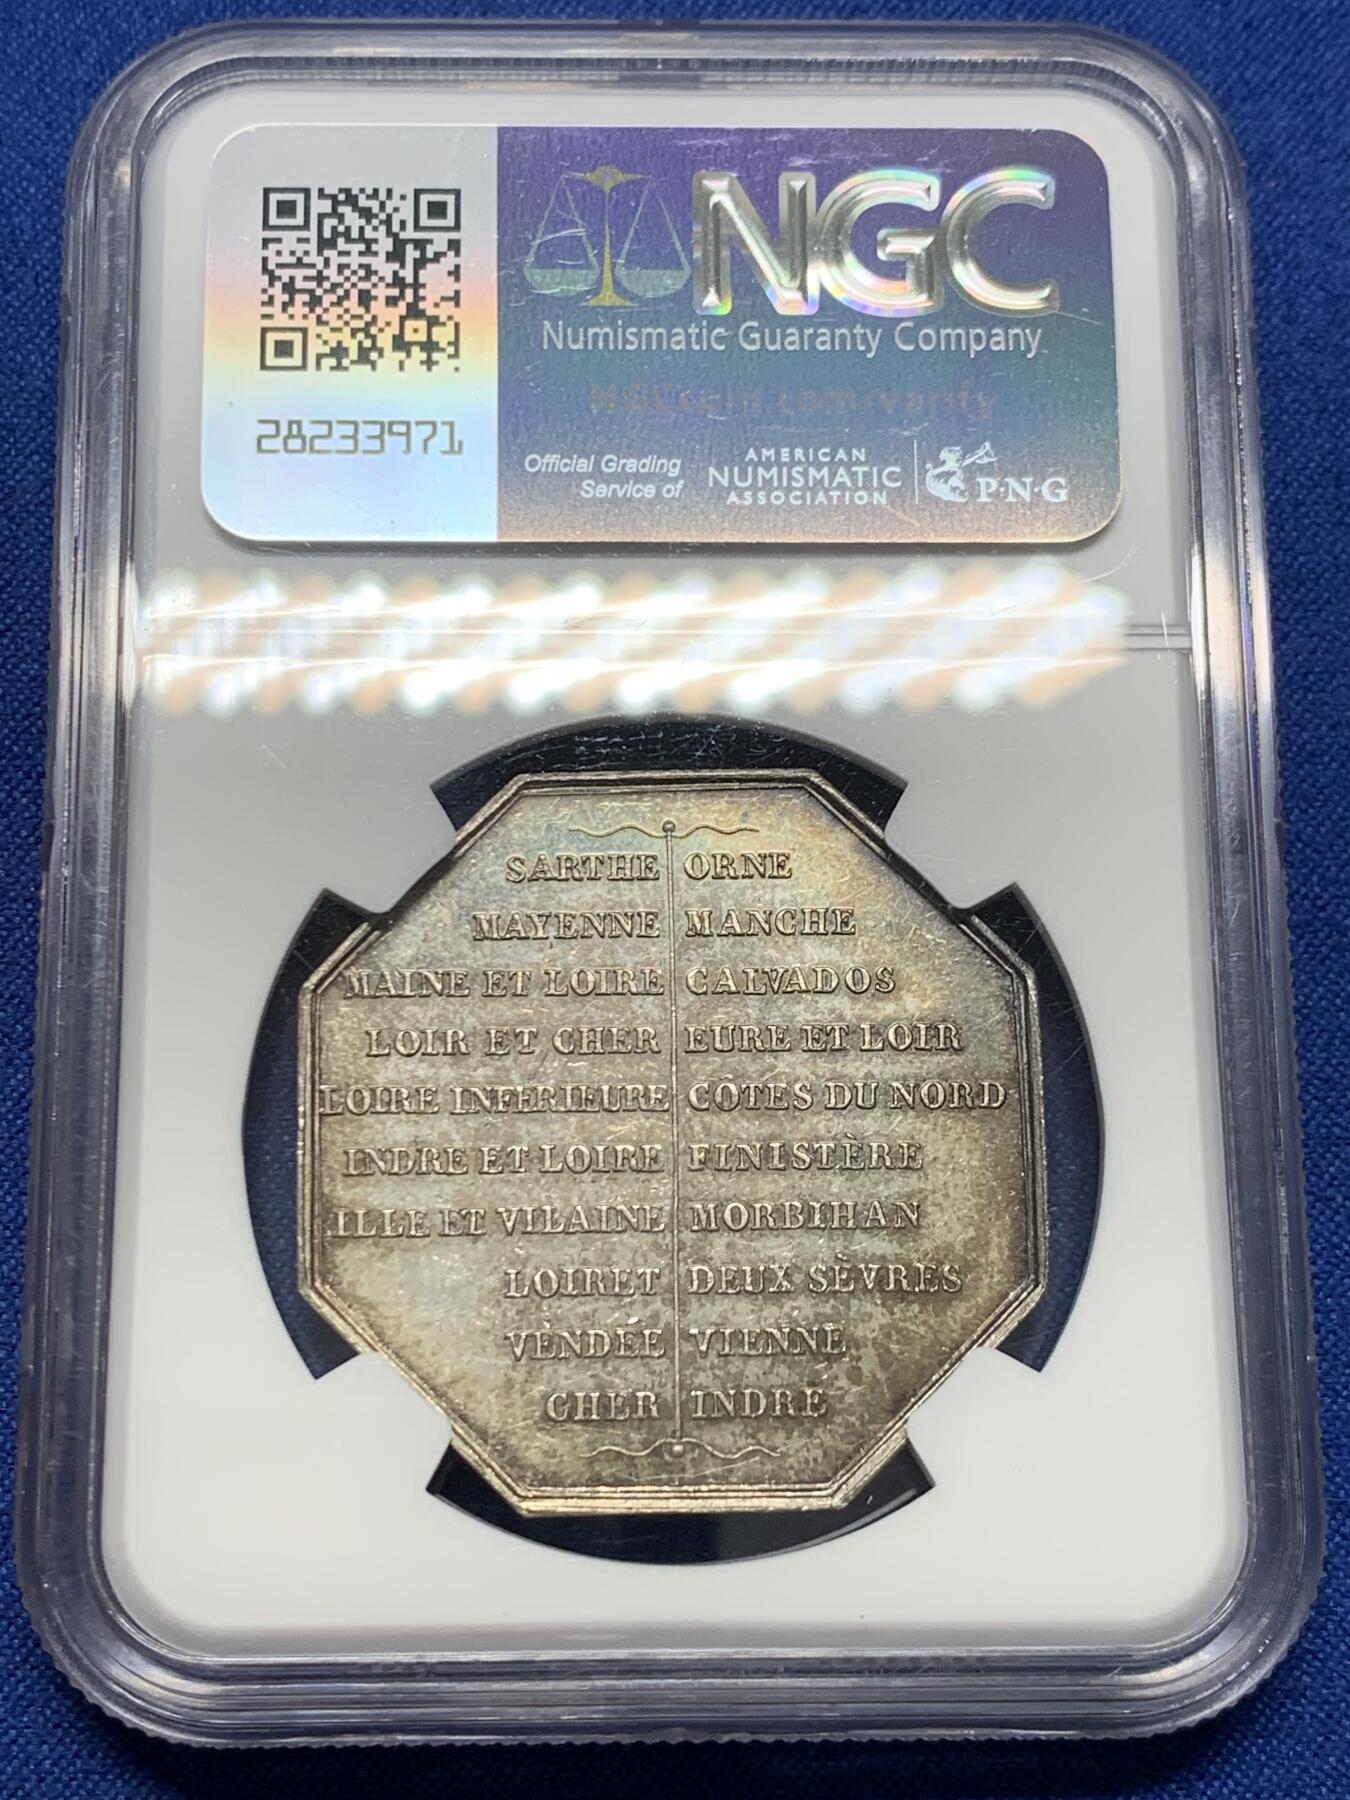 NGC
Numismatic Guaranty Company
NGCcoin.com/verify
28233971
Official Grading
Service of
AMERICAN
NUMISMATIC
ASSOCIATION
P·N·G
SARTHE ORNE
MAYENNE MANCHE
MAINE ET LOIRE CALVADOS
LOIR ET CHER EURE ET LOIR
LOIRE INFERIEURE CÔTES DU NORD
INDRE ET LOIRE FINISTÈRE
ILLE ET VILAINE MORBIHAN
LOIRET DEUX SÈVRES
VENDÉE VIENNE
CHER INDRE